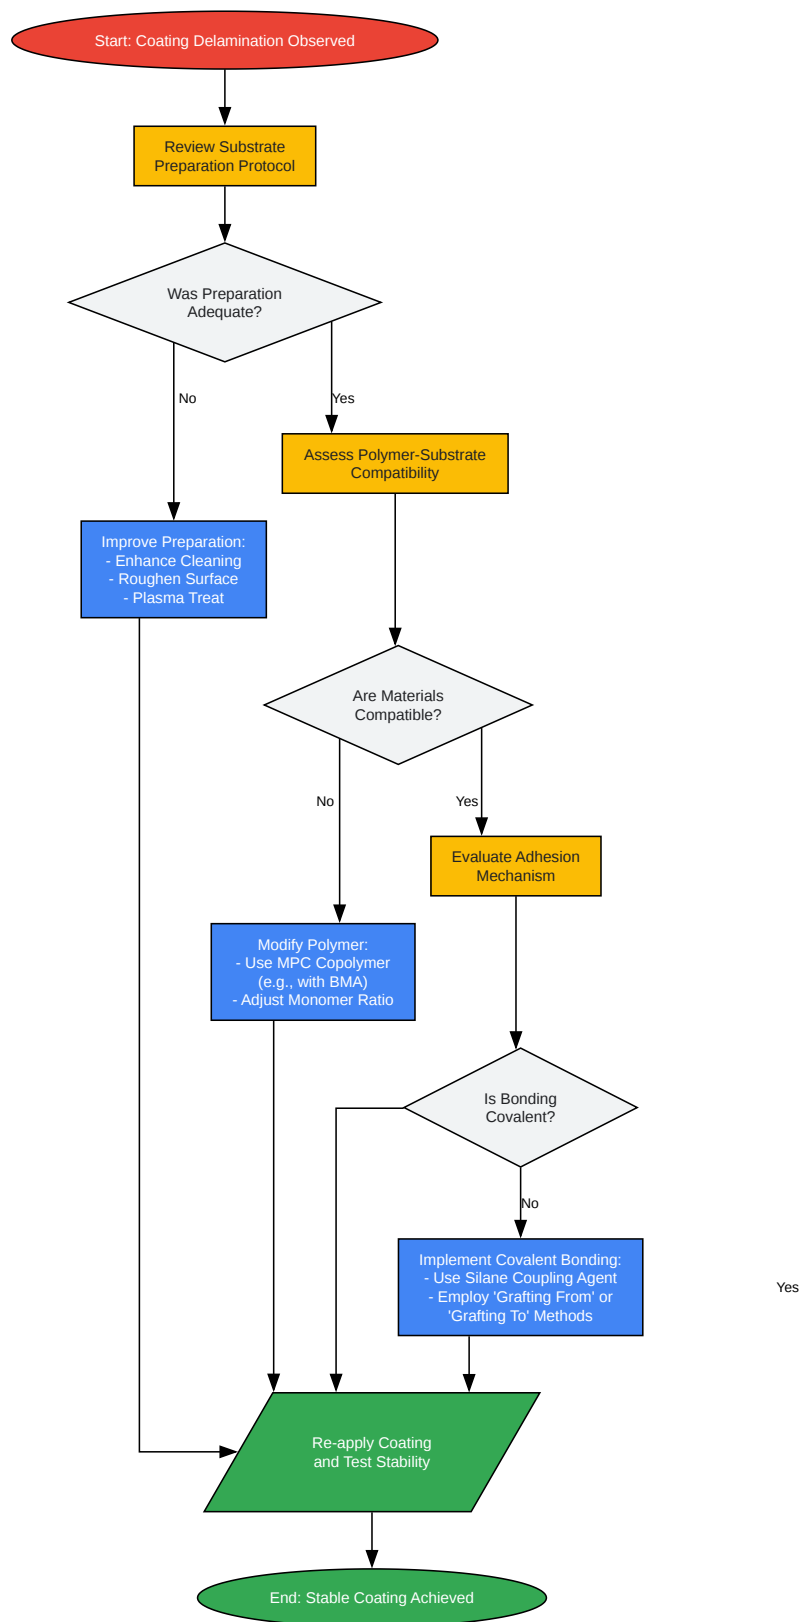 Start: Coating Delamination Observed
Review Substrate
Preparation Protocol
Was Preparation
Adequate?
No
Yes
Assess Polymer-Substrate
Compatibility
Improve Preparation:
- Enhance Cleaning
- Roughen Surface
- Plasma Treat
Are Materials
Compatible?
No
Yes
Evaluate Adhesion
Mechanism
Modify Polymer:
- Use MPC Copolymer
(e.g., with BMA)
- Adjust Monomer Ratio
Is Bonding
Covalent?
No
Implement Covalent Bonding:
- Use Silane Coupling Agent
- Employ 'Grafting From' or
'Grafting To' Methods
Yes
Re-apply Coating
and Test Stability
End: Stable Coating Achieved